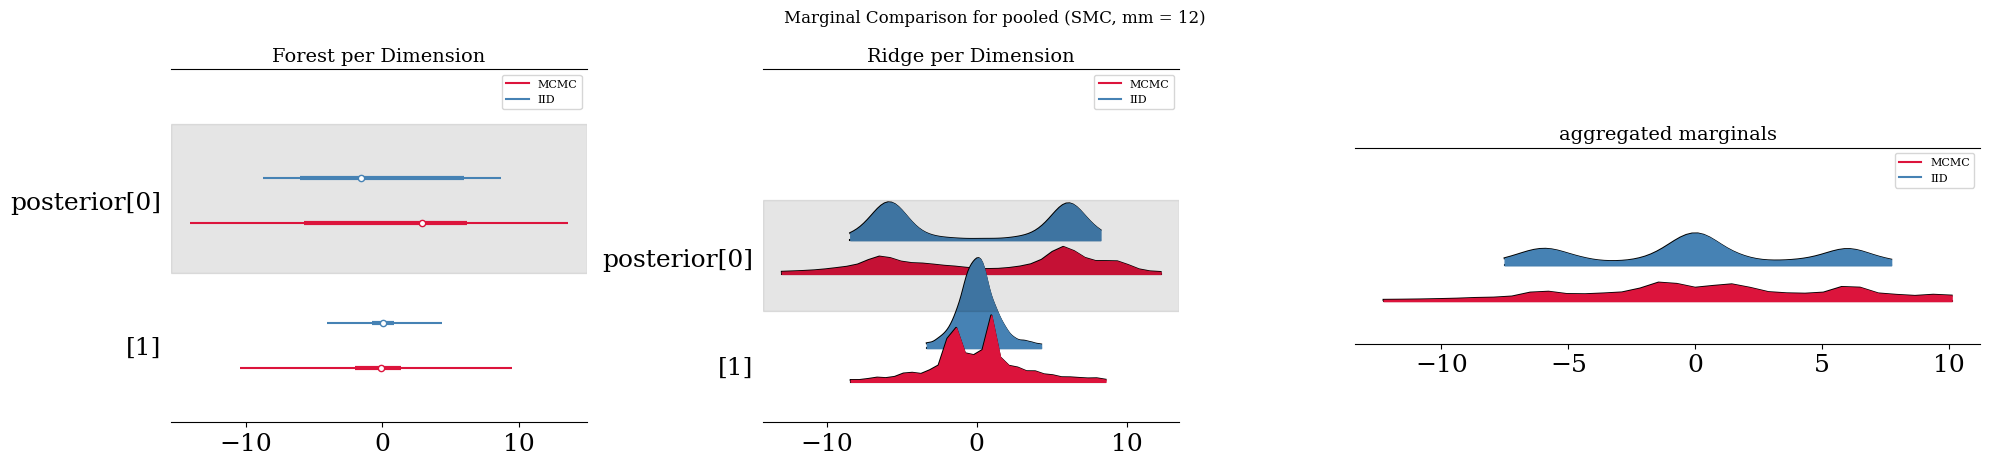 Marginal Comparison for pooled (SMC, mm = 12)
Forest per Dimension
MCMC
IID
posterior[0]
[1]
−10 0 10
Ridge per Dimension
MCMC
IID
posterior[0]
[1]
−10 0 10
aggregated marginals
MCMC
IID
−10 −5 0 5 10